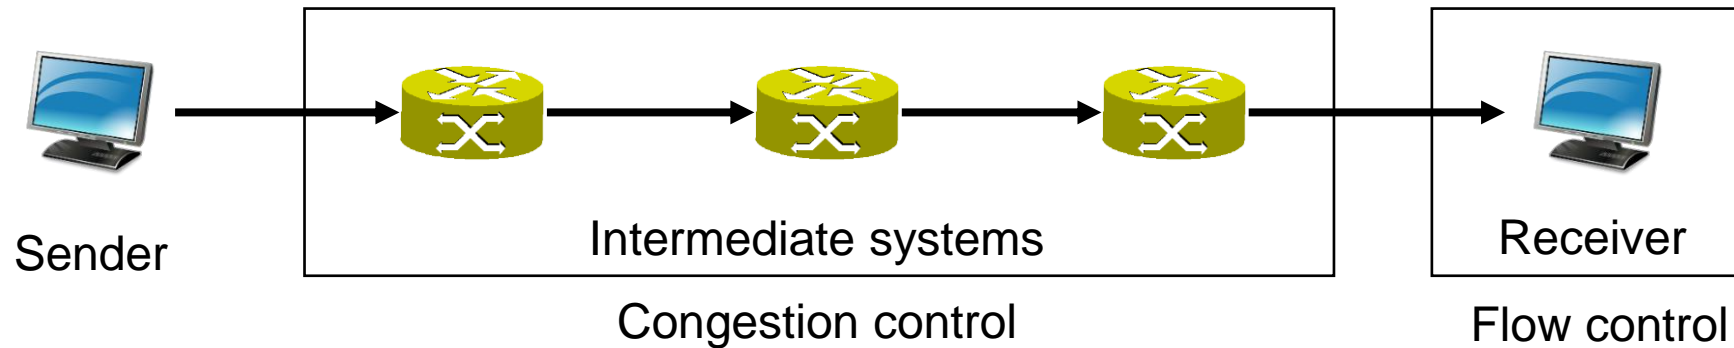 Sender
Intermediate systems
Receiver
Congestion control
Flow control